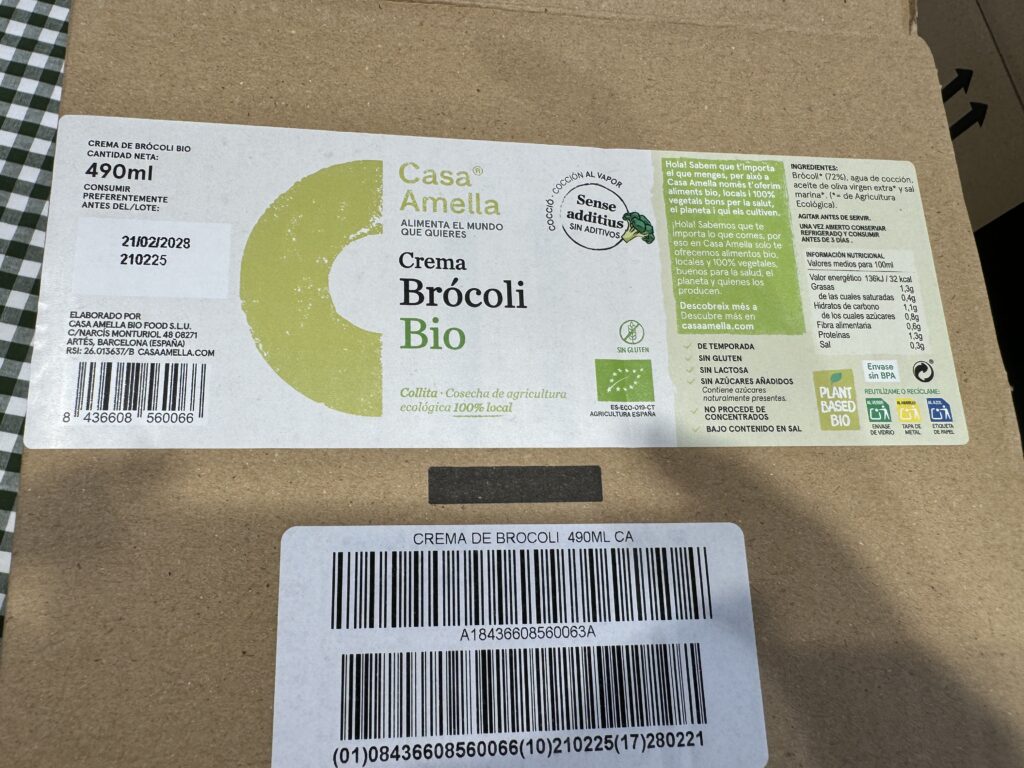 CREMA DE BRÓCOLI BIO
CANTIDAD NETA:
490ml
CONSUMIR
PREFERENTEMENTE
ANTES DEL/LOTE:
21/02/2028
210225
ELABORADO POR
CASA AMELLA BIO FOOD S.L.U.
C/NARCÍS MONTURIOL 48 08271
ARTÉS, BARCELONA (ESPAÑA)
RSI: 26.013637/B CASAAMELLA.COM
8 436608 560066
Casa®
Amella
ALIMENTA EL MUNDO
QUE QUIERES
Crema
Brócoli
Bio
Collita · Cosecha de agricultura
ecológica 100% local
COCCIÓ · COCCIÓN AL VAPOR
Sense
additius
SIN ADITIVOS
SIN GLUTEN
ES-ECO-019-CT
AGRICULTURA ESPAÑA
Hola! Sabem que t'importa
el que menges, per això a
Casa Amella només t'oferim
aliments bio, locals i 100%
vegetals bons per la salut,
el planeta i qui els cultiven.
¡Hola! Sabemos que te
importa lo que comes, por
eso en Casa Amella solo te
ofrecemos alimentos bio,
locales y 100% vegetales,
buenos para la salud, el
planeta y quienes los
producen.
Descobreix més a
Descubre más en
casaamella.com
DE TEMPORADA
SIN GLUTEN
SIN LACTOSA
SIN AZÚCARES AÑADIDOS
Contiene azúcares
naturalmente presentes.
NO PROCEDE DE
CONCENTRADOS
BAJO CONTENIDO EN SAL
INGREDIENTES:
Brócoli* (72%), agua de cocción,
aceite de oliva virgen extra* y sal
marina*. (*= de Agricultura
Ecológica).
AGITAR ANTES DE SERVIR.
UNA VEZ ABIERTO CONSERVAR
REFRIGERADO Y CONSUMIR
ANTES DE 3 DÍAS.
INFORMACIÓN NUTRICIONAL
Valores medios para 100ml
Valor energético 136kJ / 32 kcal
Grasas 1,3g
de las cuales saturadas 0,4g
Hidratos de carbono 1,1g
de los cuales azúcares 0,8g
Fibra alimentaria 0,6g
Proteínas 1,3g
Sal 0,3g
PLANT
BASED
BIO
Envase
sin BPA
REUTILÍZAME O RECÍCLAME:
AL VERDE
AL AMARILLO
AL AZUL
ENVASE
DE VIDRIO
TAPA DE
METAL
ETIQUETA
DE PAPEL
CREMA DE BROCOLI 490ML CA
A18436608560063A
(01)08436608560066(10)210225(17)280221